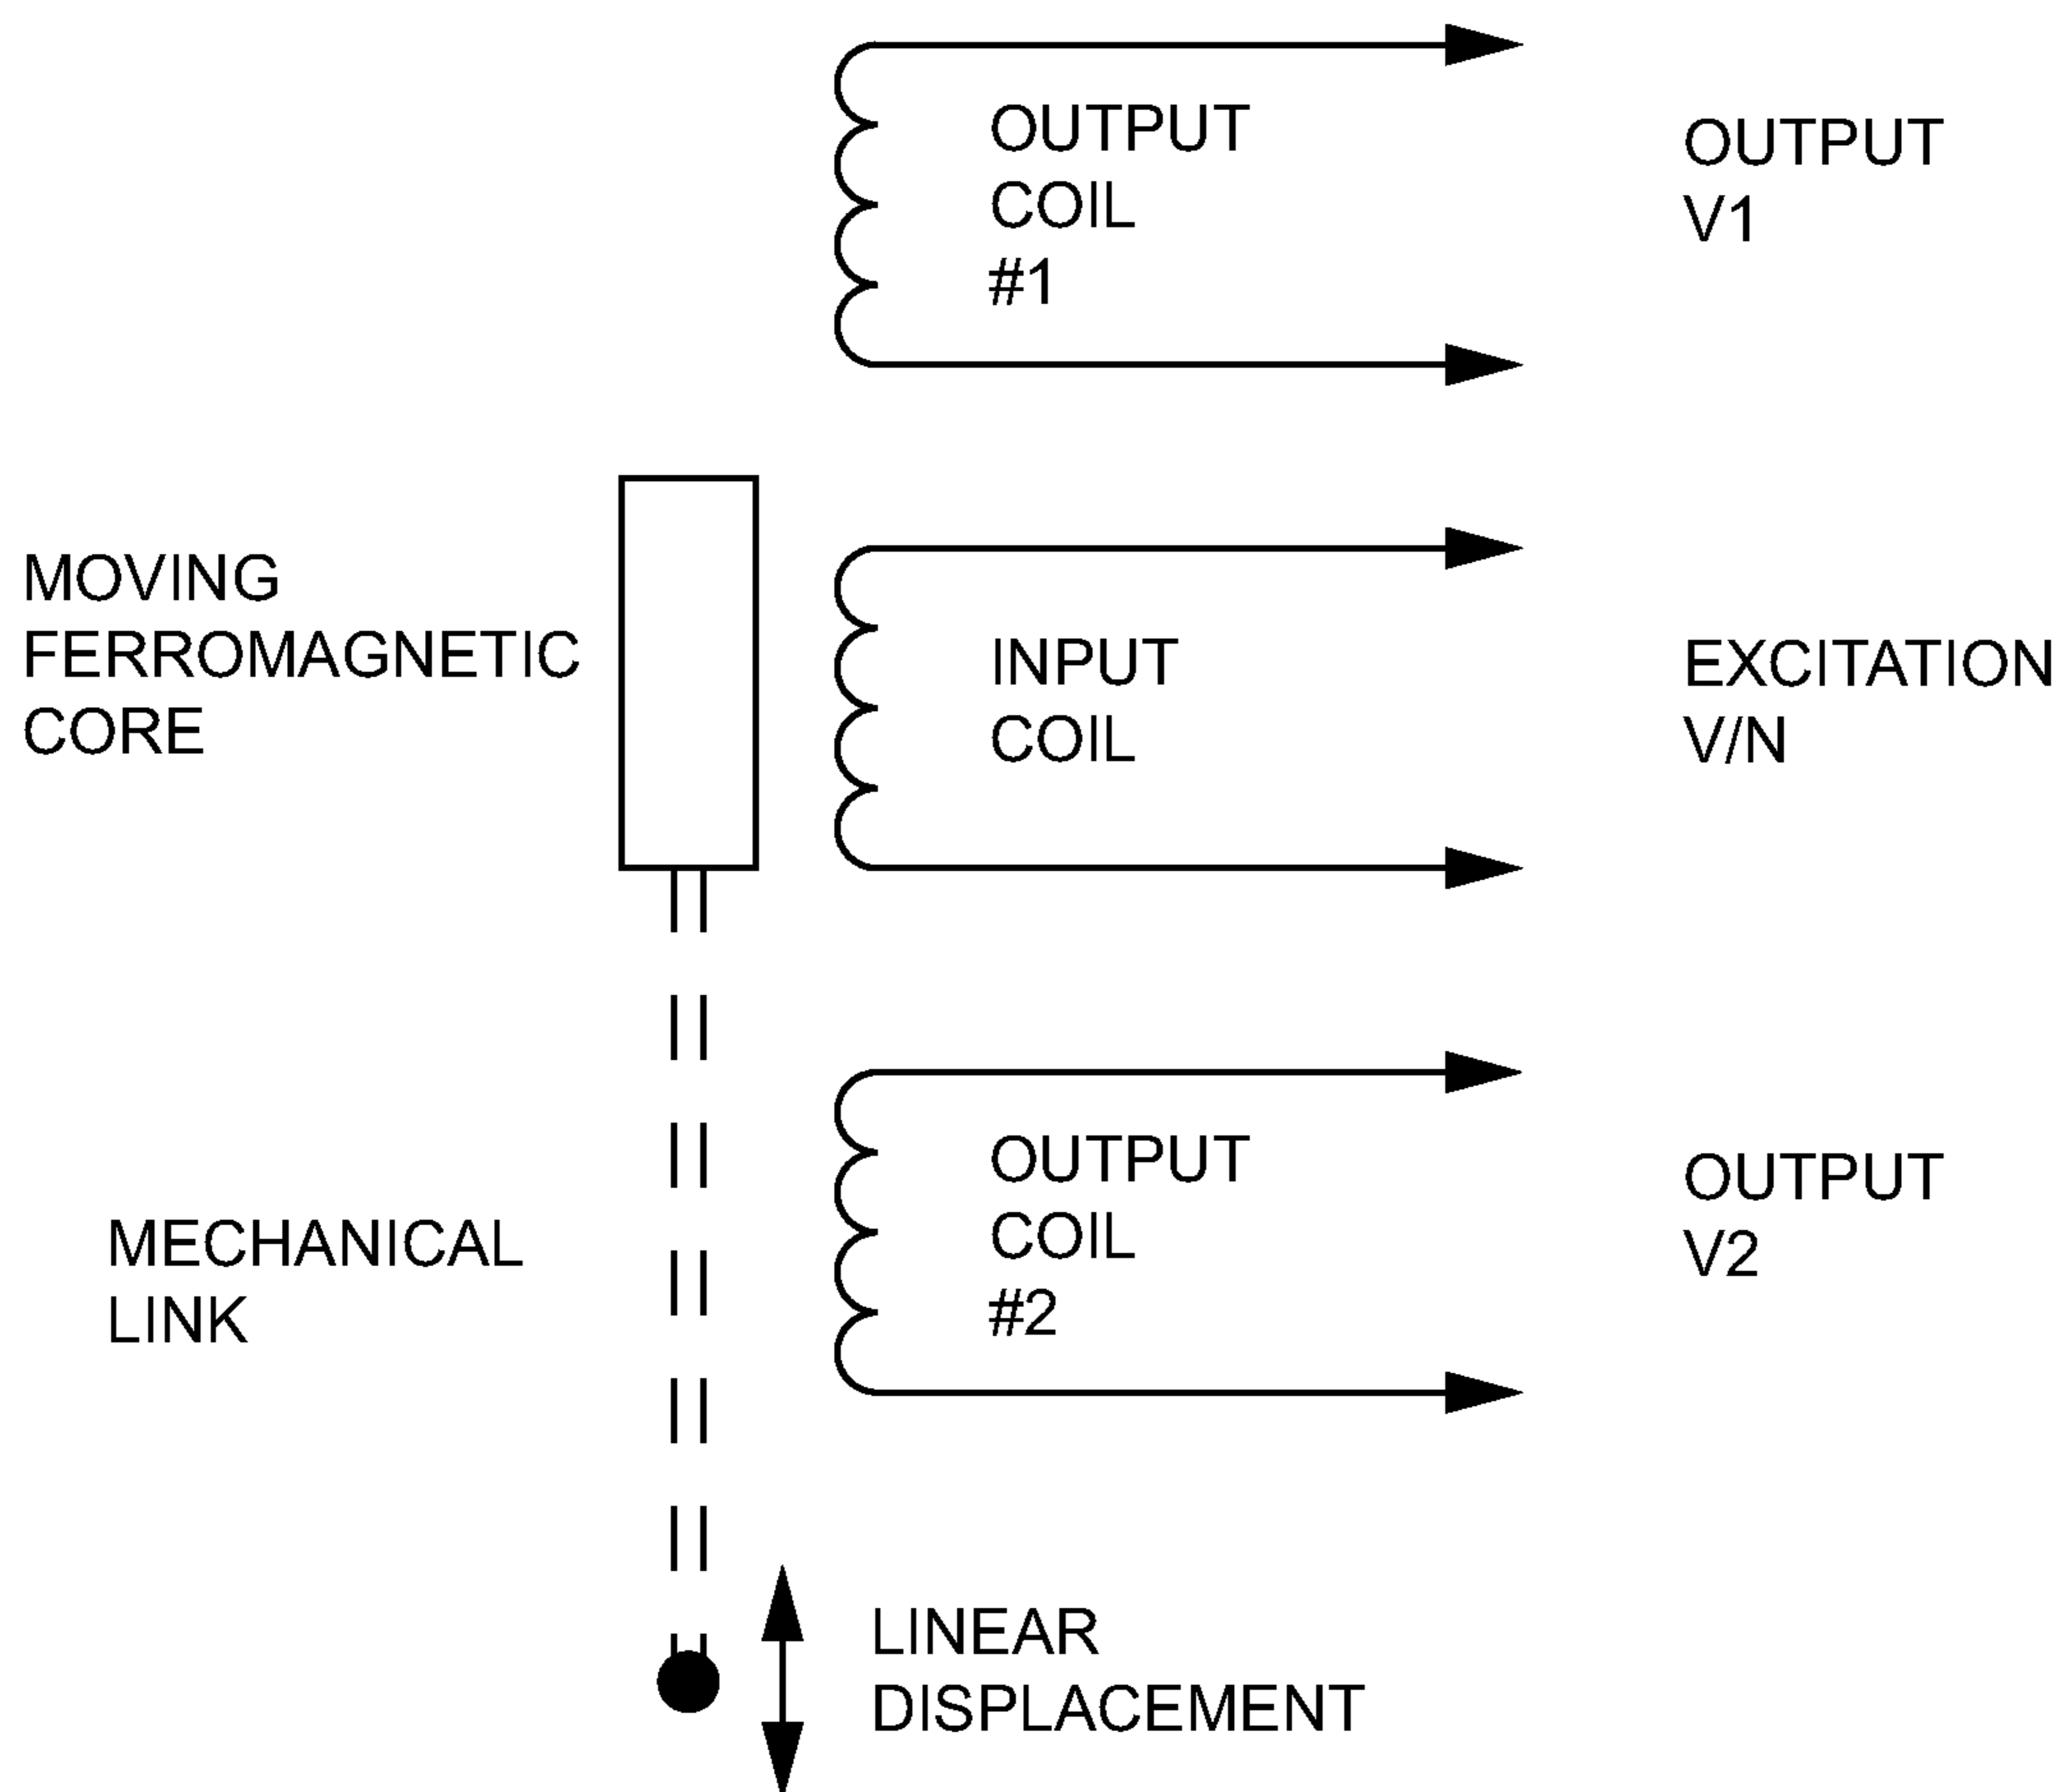 OUTPUT
COIL
#1
OUTPUT
V1
MOVING
FERROMAGNETIC
CORE
INPUT
COIL
EXCITATION
V/N
MECHANICAL
LINK
OUTPUT
COIL
#2
OUTPUT
V2
LINEAR
DISPLACEMENT